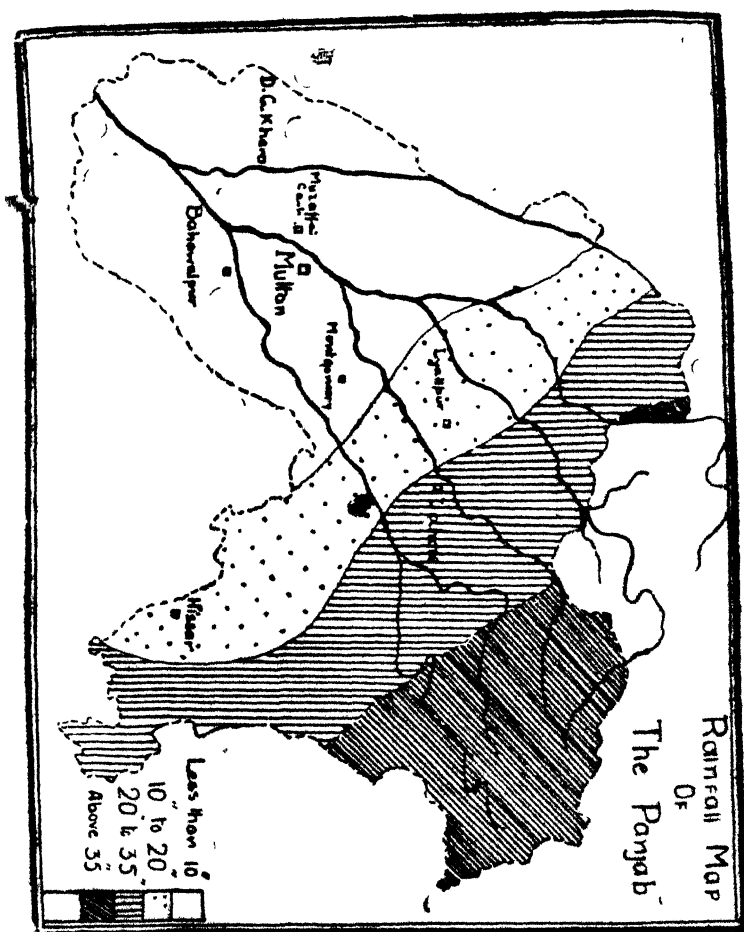 Rainfall Map
Of
The Panjab
D.G.Khan
Multan
Bahawalpur
Montgomery
Lyallpur
Hissar
Less than 10"
10 to 20"
20 to 35"
Above 35"